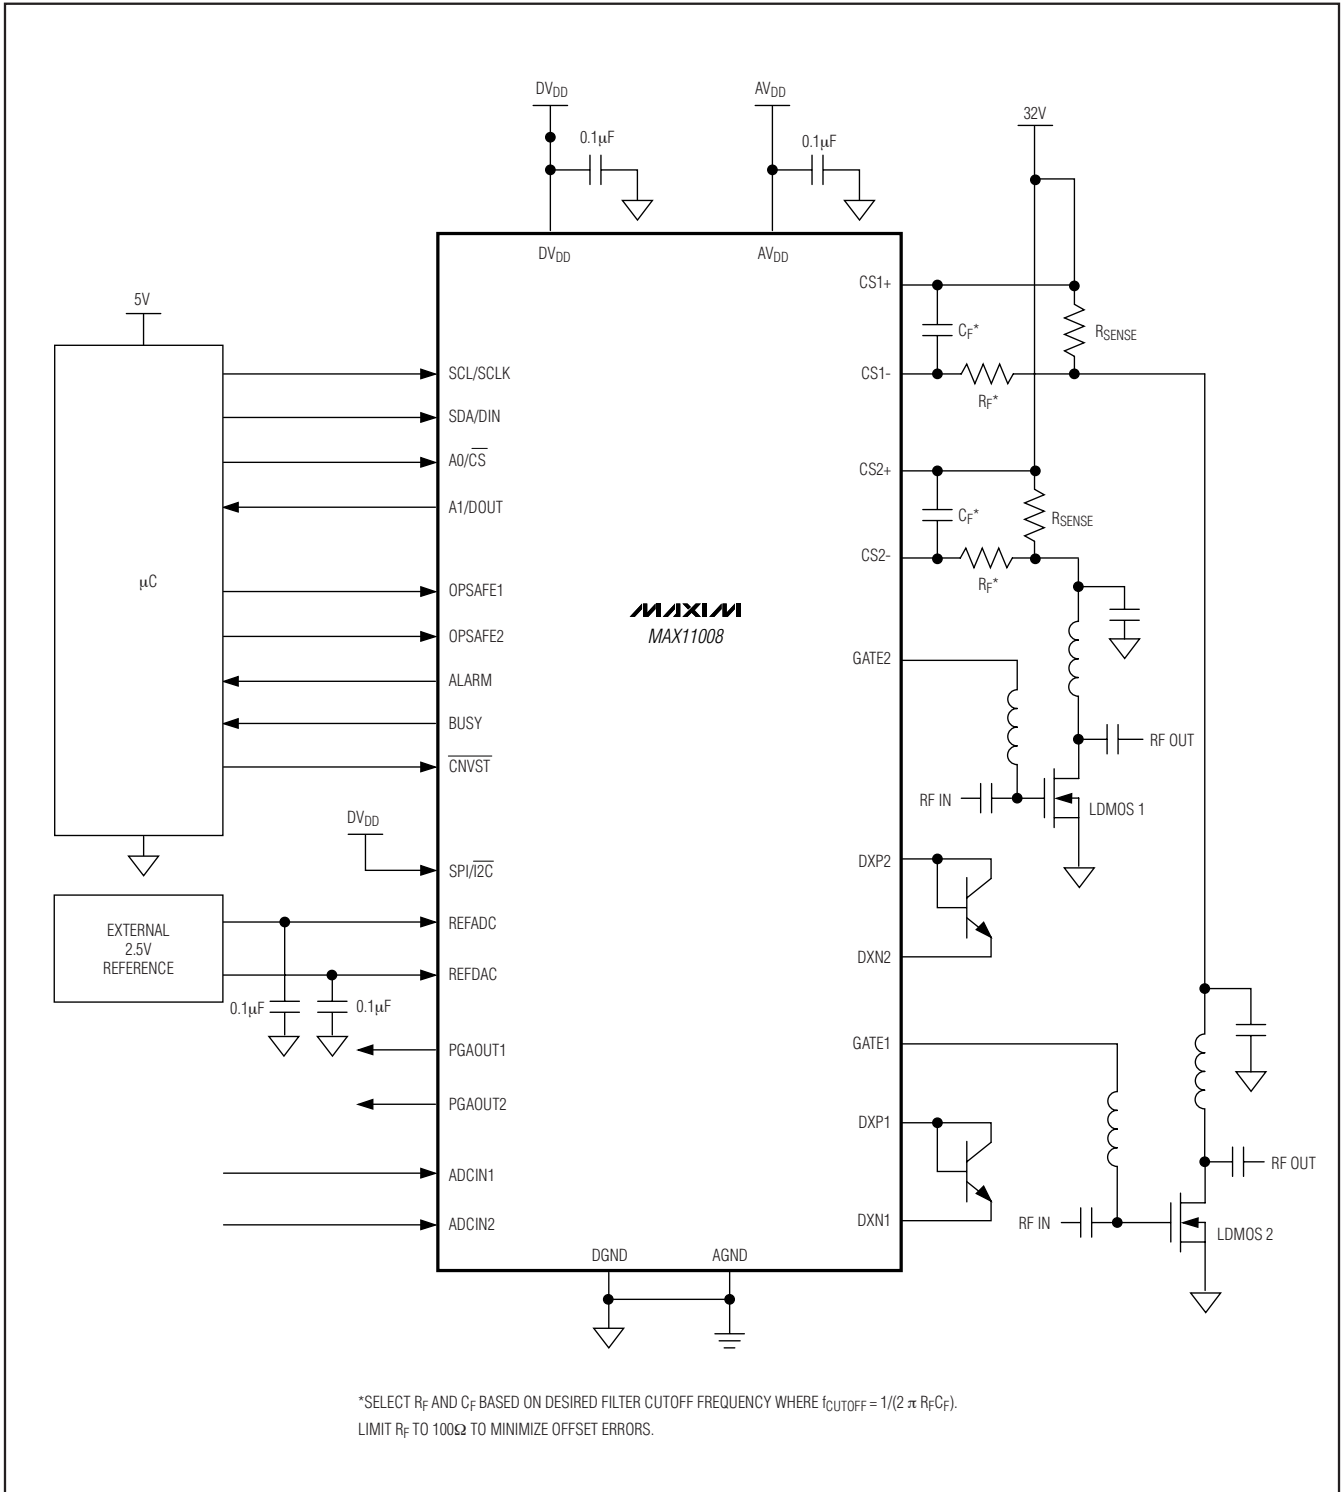 DVDD
AVDD
0.1µF
0.1µF
32V
DVDD
AVDD
5V
µC
SCL/SCLK
SDA/DIN
A0/C̅S̅
A1/DOUT
OPSAFE1
OPSAFE2
ALARM
BUSY
C̅N̅V̅S̅T̅
DVDD
SPI/I̅2̅C̅
EXTERNAL
2.5V
REFERENCE
REFADC
REFDAC
0.1µF
0.1µF
PGAOUT1
PGAOUT2
ADCIN1
ADCIN2
MAXIM
MAX11008
CS1+
CF*
RSENSE
CS1-
RF*
CS2+
CF*
RSENSE
CS2-
RF*
GATE2
RF OUT
RF IN
LDMOS 1
DXP2
DXN2
GATE1
DXP1
RF OUT
DXN1
RF IN
LDMOS 2
DGND
AGND
*SELECT RF AND CF BASED ON DESIRED FILTER CUTOFF FREQUENCY WHERE fCUTOFF = 1/(2 π RFCF).
LIMIT RF TO 100Ω TO MINIMIZE OFFSET ERRORS.